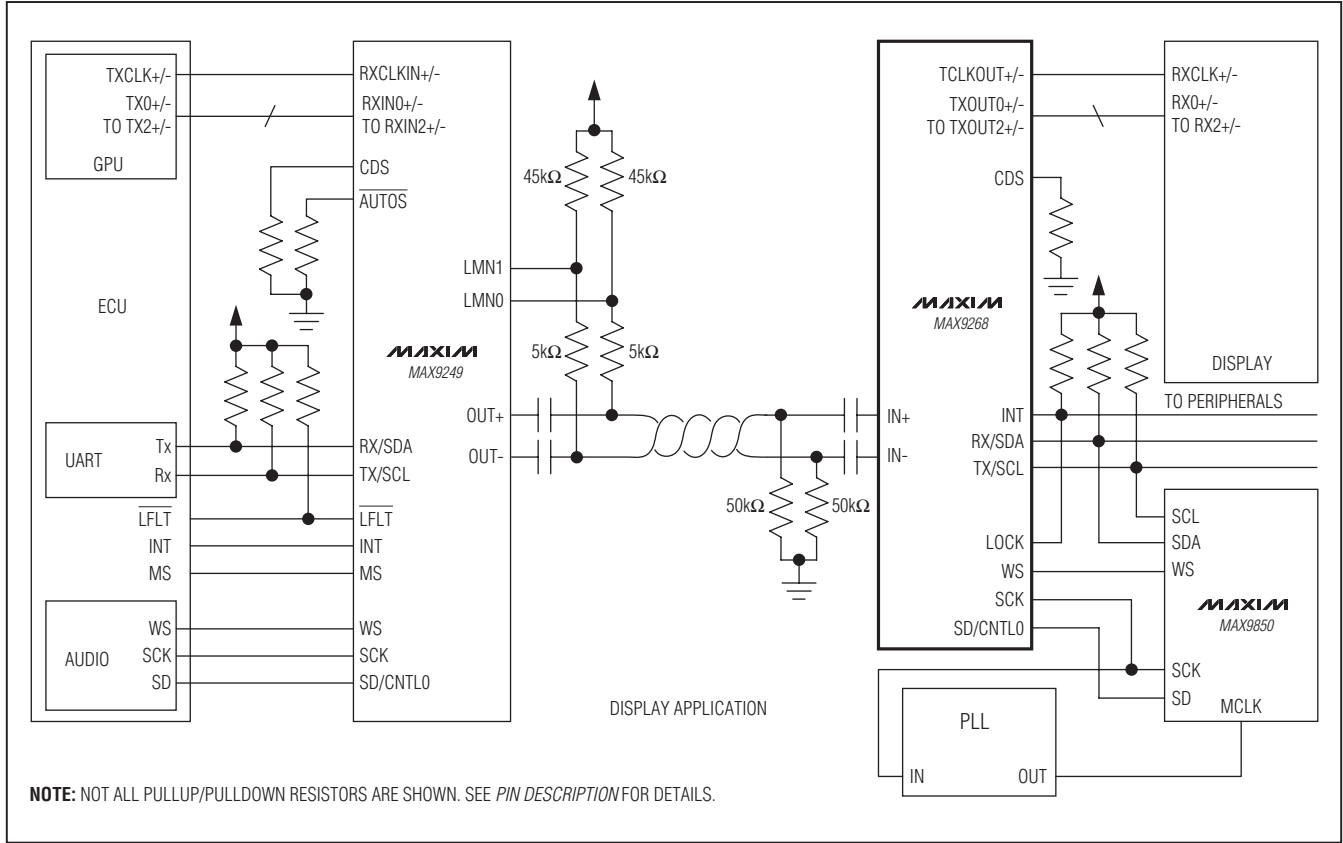 TXCLK+/-
TX0+/-
TO TX2+/-
GPU
ECU
UART
Tx
Rx
LFLT
INT
MS
AUDIO
WS
SCK
SD
RXCLKIN+/-
RXIN0+/-
TO RXIN2+/-
CDS
AUTOS
LMN1
LMN0
MAXIM
MAX9249
OUT+
OUT-
RX/SDA
TX/SCL
LFLT
INT
MS
WS
SCK
SD/CNTL0
45kΩ
45kΩ
5kΩ
5kΩ
50kΩ
50kΩ
TCLKOUT+/-
TXOUT0+/-
TO TXOUT2+/-
CDS
MAXIM
MAX9268
IN+
IN-
INT
RX/SDA
TX/SCL
LOCK
WS
SCK
SD/CNTL0
RXCLK+/-
RX0+/-
TO RX2+/-
DISPLAY
TO PERIPHERALS
SCL
SDA
WS
MAXIM
MAX9850
SCK
SD
MCLK
PLL
IN
OUT
DISPLAY APPLICATION
NOTE: NOT ALL PULLUP/PULLDOWN RESISTORS ARE SHOWN. SEE PIN DESCRIPTION FOR DETAILS.